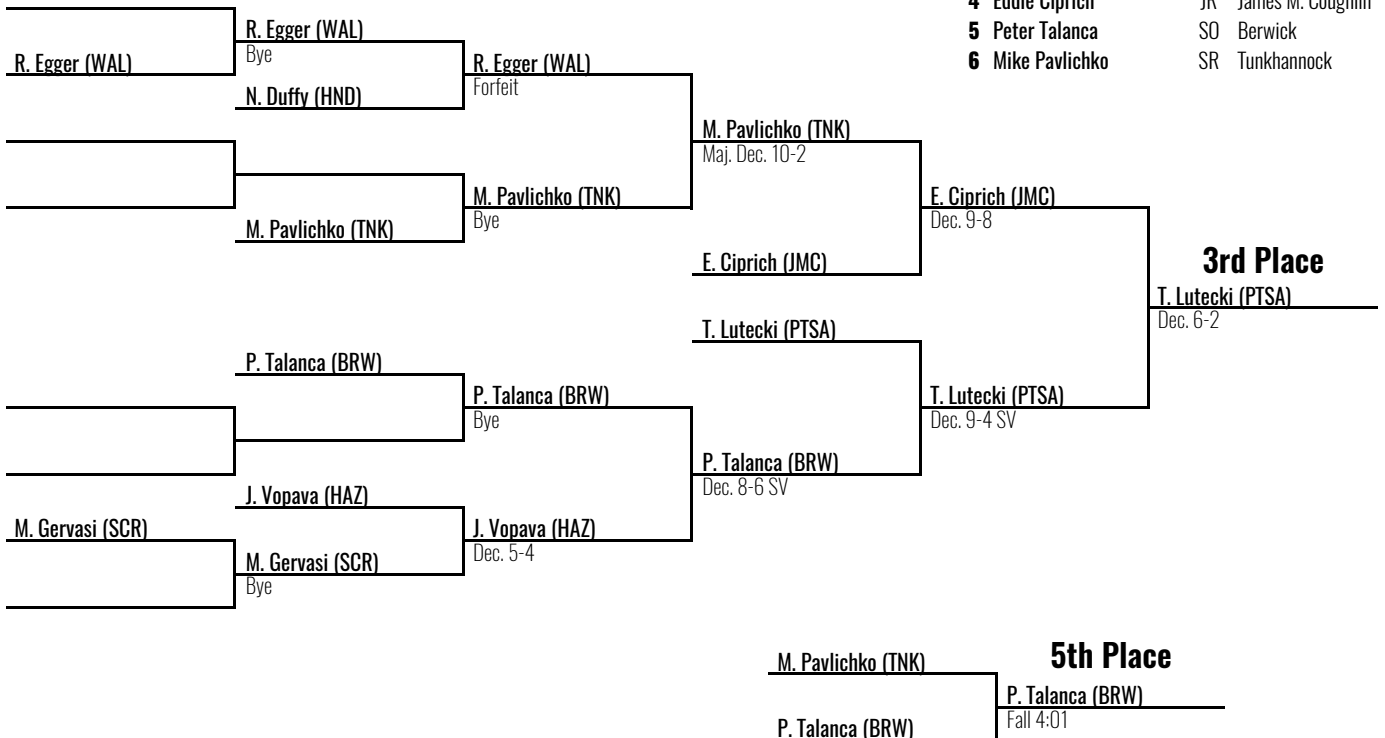 4 Eddie Ciprich JR James M. Coughlin
5 Peter Talanca SO Berwick
6 Mike Pavlichko SR Tunkhannock
R. Egger (WAL)
R. Egger (WAL)
Bye
N. Duffy (HND)
R. Egger (WAL)
Forfeit
M. Pavlichko (TNK)
M. Pavlichko (TNK)
Bye
M. Pavlichko (TNK)
Maj. Dec. 10-2
E. Ciprich (JMC)
E. Ciprich (JMC)
Dec. 9-8
3rd Place
T. Lutecki (PTSA)
Dec. 6-2
T. Lutecki (PTSA)
T. Lutecki (PTSA)
Dec. 9-4 SV
P. Talanca (BRW)
P. Talanca (BRW)
Bye
P. Talanca (BRW)
Dec. 8-6 SV
J. Vopava (HAZ)
M. Gervasi (SCR)
M. Gervasi (SCR)
Bye
J. Vopava (HAZ)
Dec. 5-4
5th Place
M. Pavlichko (TNK)
P. Talanca (BRW)
P. Talanca (BRW)
Fall 4:01